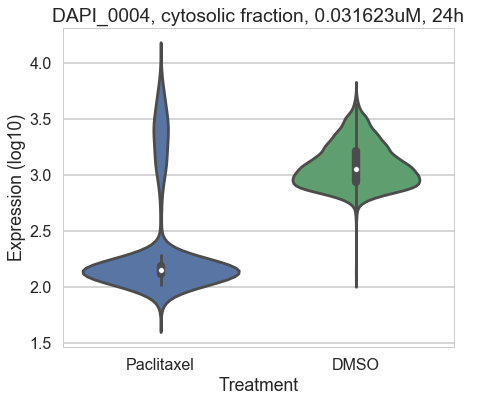 DAPI_0004, cytosolic fraction, 0.031623uM, 24h
Expression (log10)
4.0
3.5
3.0
2.5
2.0
1.5
Paclitaxel DMSO
Treatment